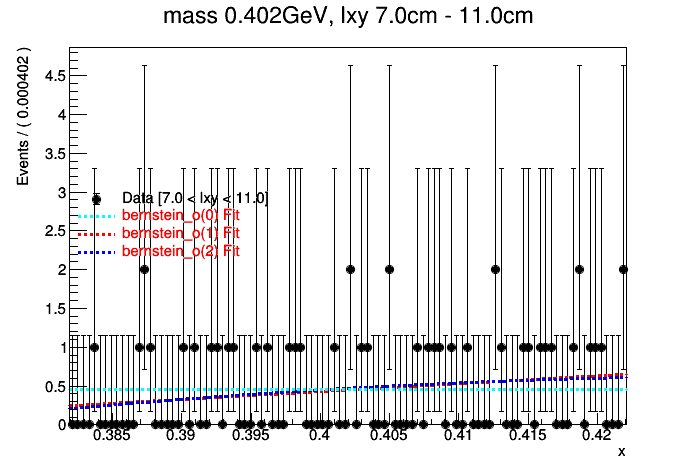 mass 0.402GeV, lxy 7.0cm - 11.0cm
Events / ( 0.000402 )
4.5
4
3.5
3
2.5
2
1.5
1
0.5
0
Data [7.0 < lxy < 11.0]
bernstein_o(0) Fit
bernstein_o(1) Fit
bernstein_o(2) Fit
0.385 0.39 0.395 0.4 0.405 0.41 0.415 0.42
x